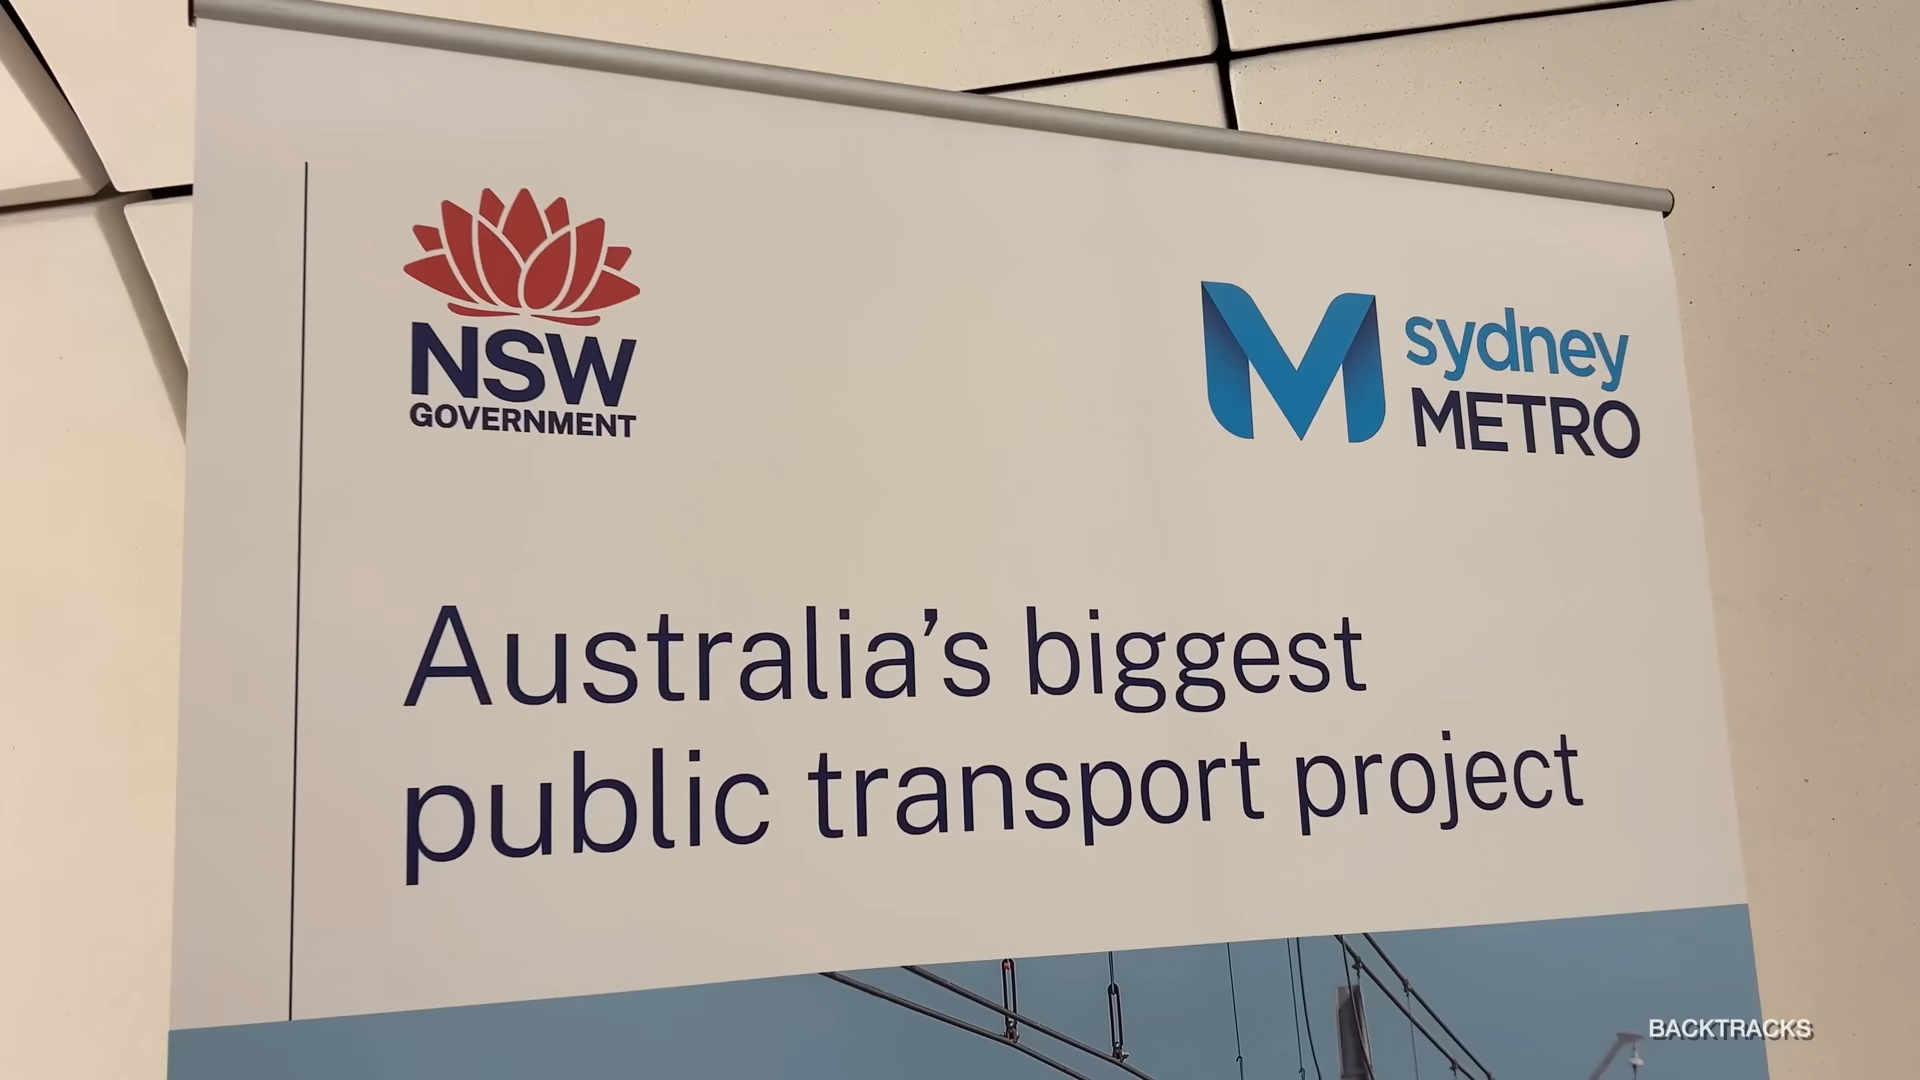 NSW
GOVERNMENT
sydney
METRO
Australia's biggest
public transport project
BACKTRACKS